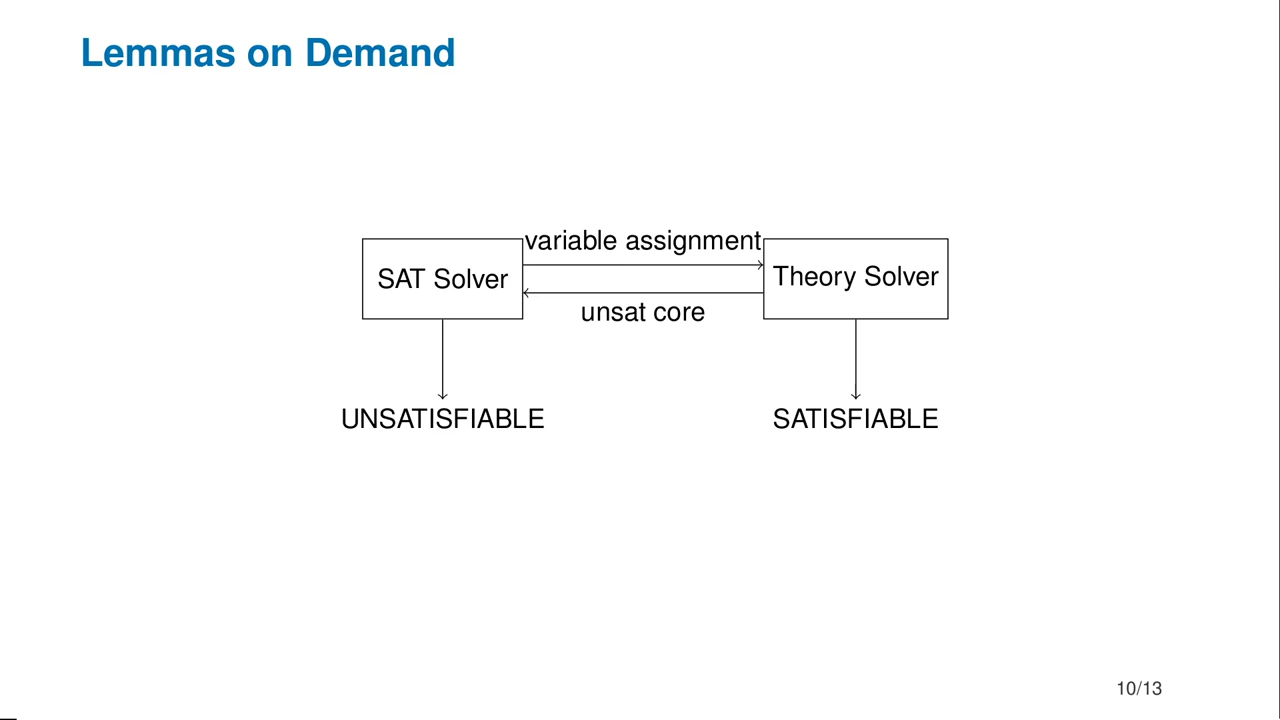 Lemmas on Demand
variable assignment
SAT Solver
Theory Solver
unsat core
UNSATISFIABLE
SATISFIABLE
10/13